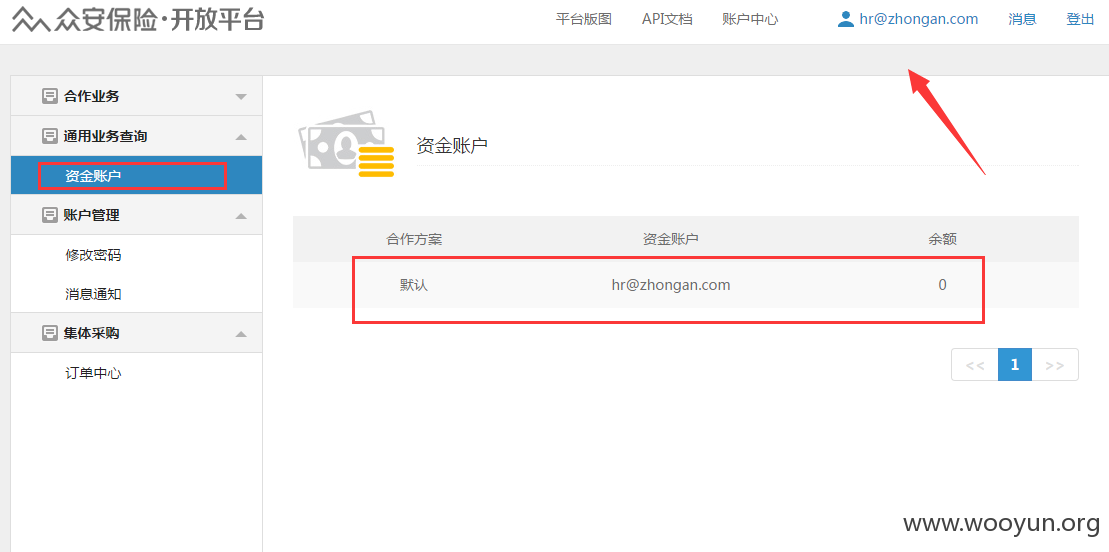 众安保险·开放平台 平台版图 API文档 账户中心 hr@zhongan.com 消息 登出
合作业务
通用业务查询
资金账户
账户管理
修改密码
消息通知
集体采购
订单中心
资金账户
合作方案 资金账户 余额
默认 hr@zhongan.com 0
<< 1 >>
www.wooyun.org